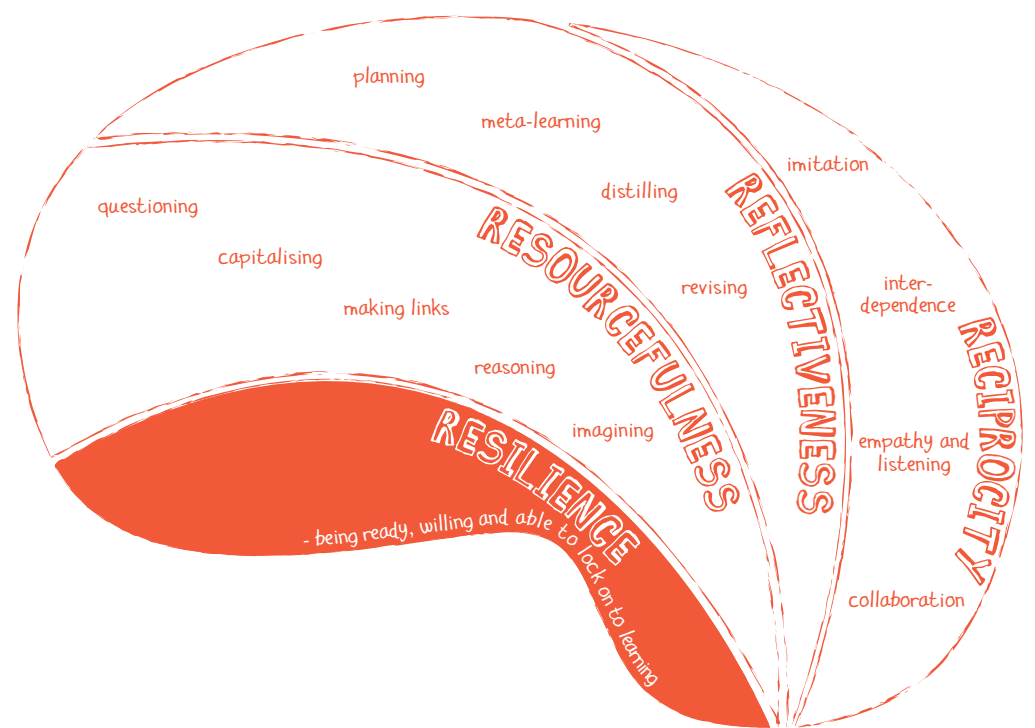 planning
meta-learning
distilling
revising
REFLECTIVENESS
imitation
inter-
dependence
empathy and
listening
collaboration
RECIPROCITY
questioning
capitalising
making links
reasoning
imagining
RESOURCEFULNESS
RESILIENCE
- being ready, willing and able to lock on to learning